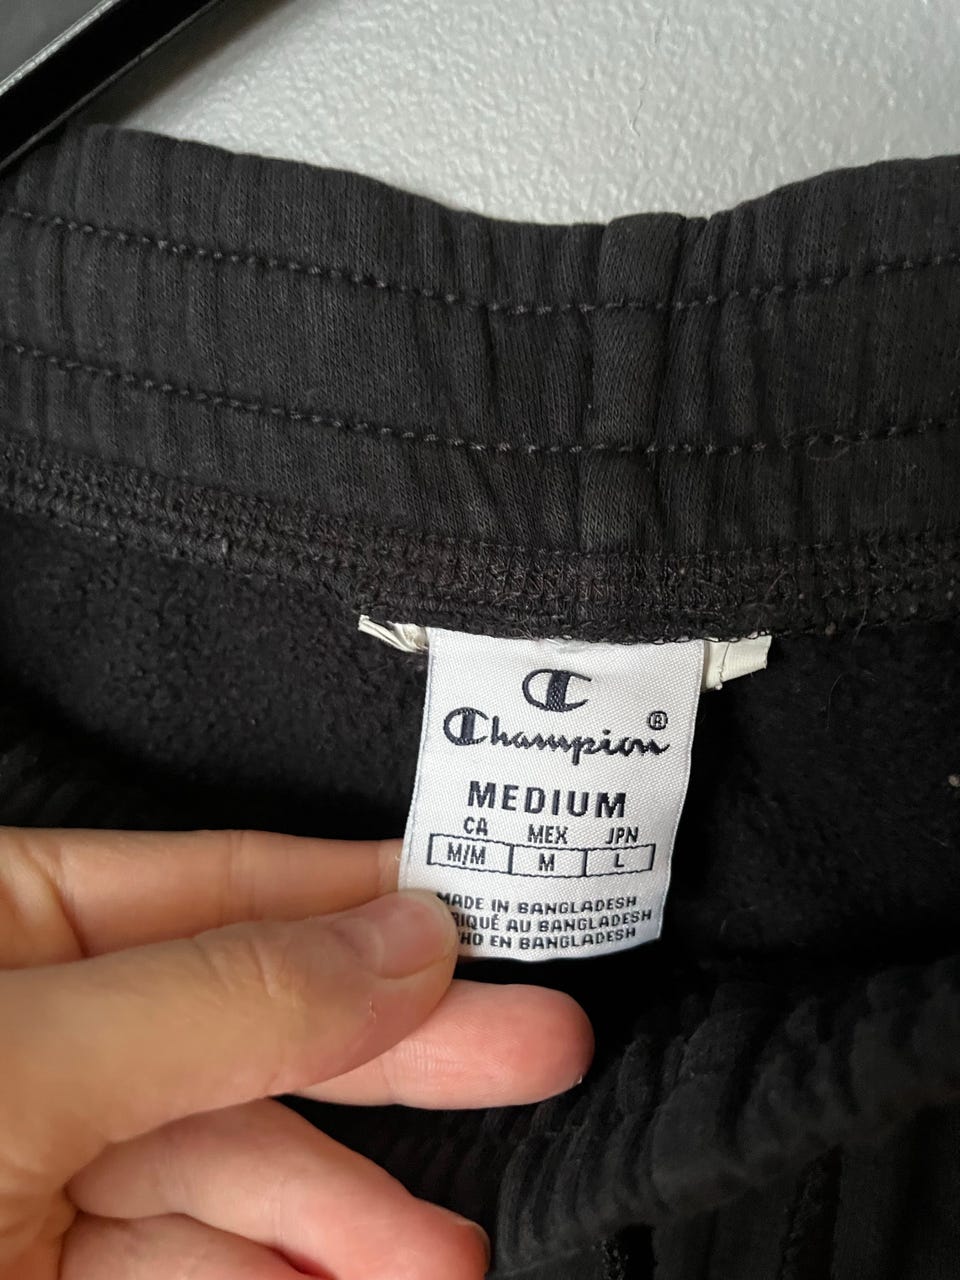 Champion®
MEDIUM
CA MEX JPN
M/M M L
MADE IN BANGLADESH
AU BANGLADESH
EN BANGLADESH